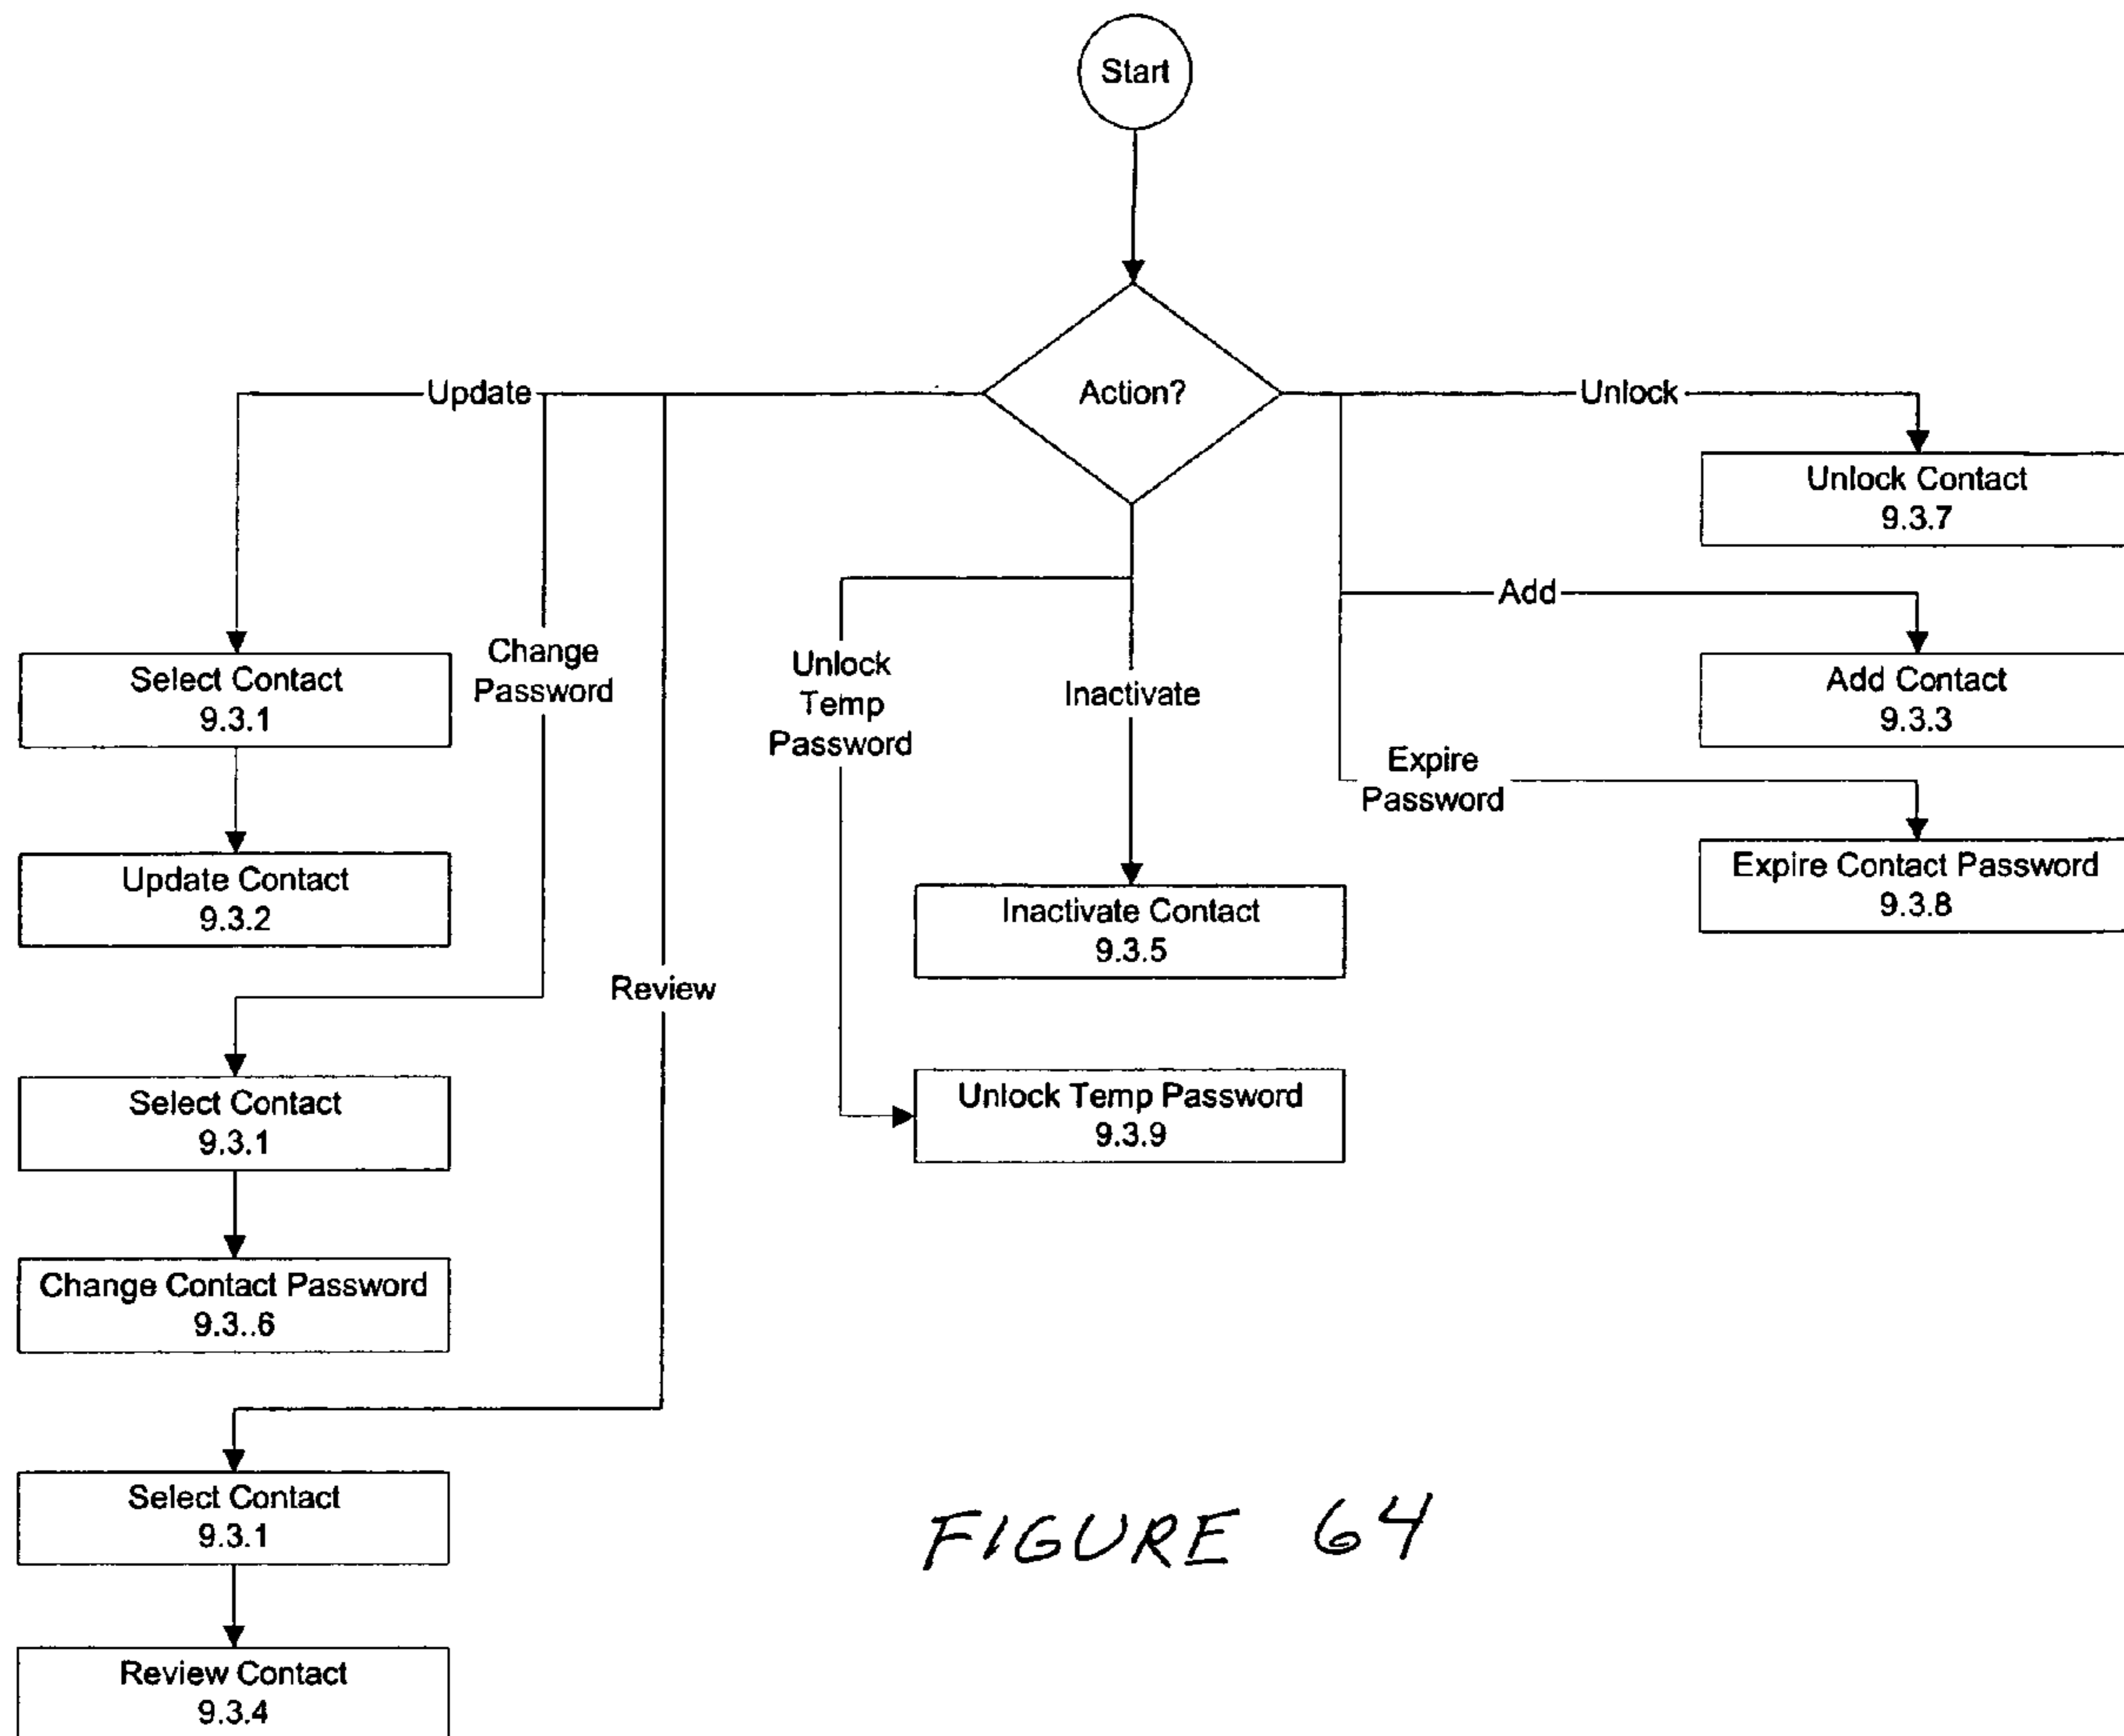 Start
Action?
Update
Unlock
Unlock Contact
9.3.7
Add
Change
Password
Select Contact
9.3.1
Unlock
Temp
Password
Inactivate
Add Contact
9.3.3
Expire
Password
Update Contact
9.3.2
Inactivate Contact
9.3.5
Expire Contact Password
9.3.8
Review
Select Contact
9.3.1
Unlock Temp Password
9.3.9
Change Contact Password
9.3..6
Select Contact
9.3.1
Review Contact
9.3.4
FIGURE 64